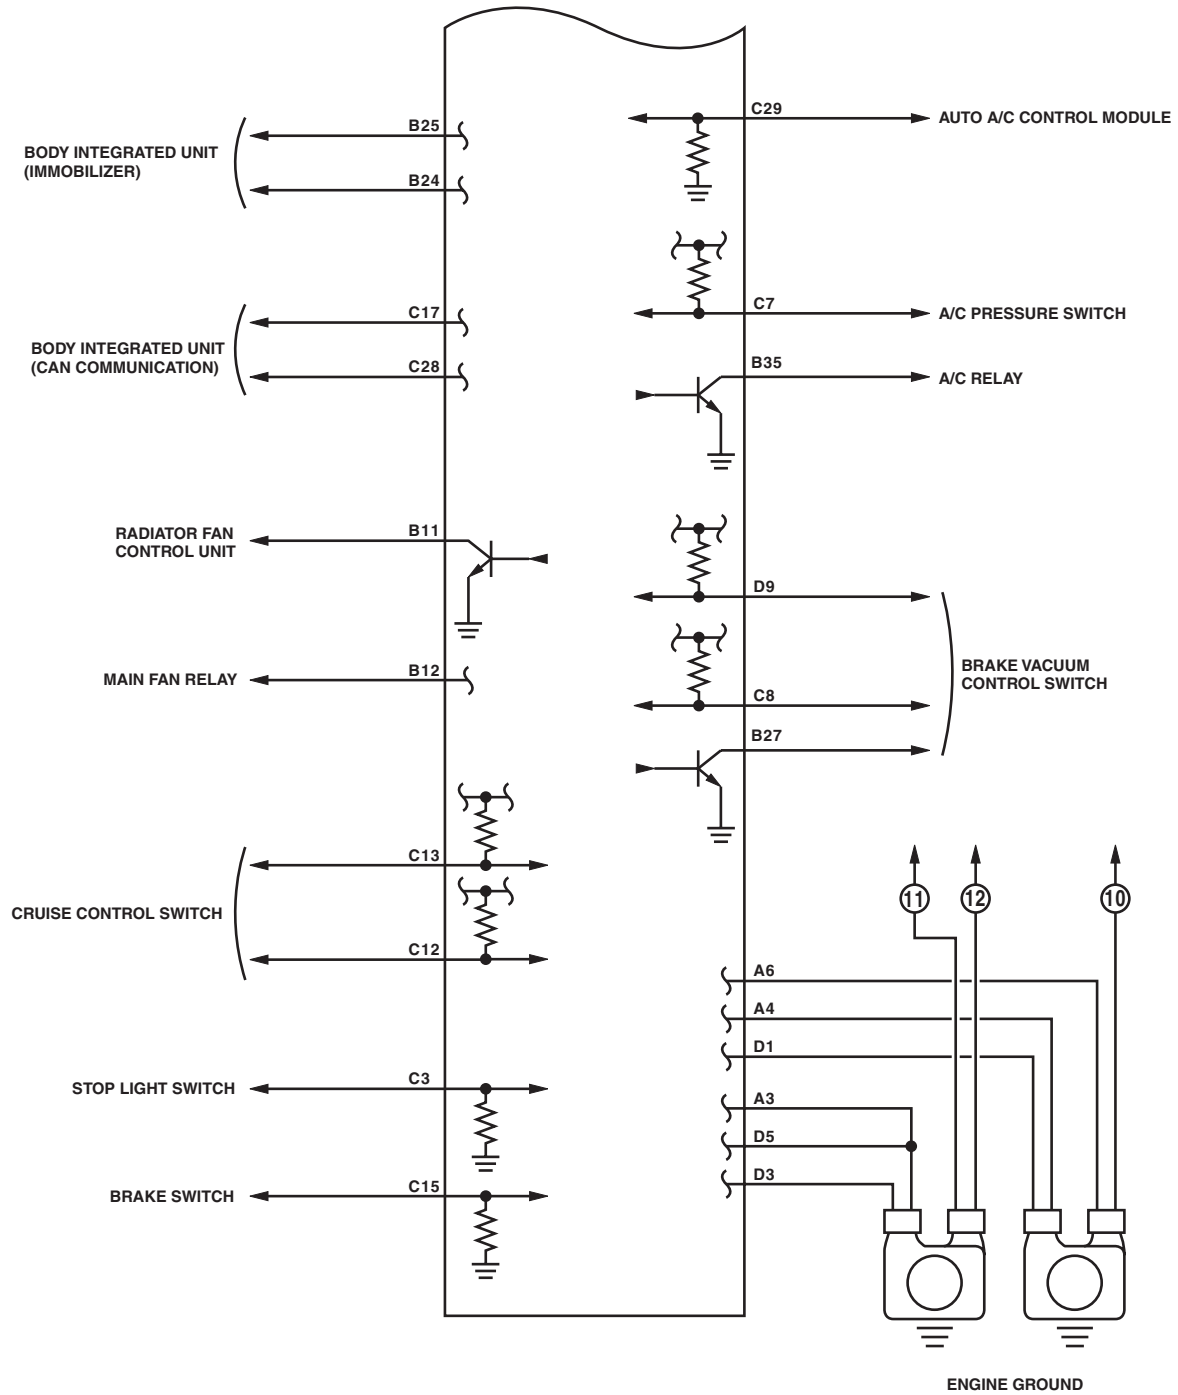 B25
BODY INTEGRATED UNIT
(IMMOBILIZER)
B24
C17
BODY INTEGRATED UNIT
(CAN COMMUNICATION)
C28
RADIATOR FAN
CONTROL UNIT
B11
MAIN FAN RELAY
B12
C13
CRUISE CONTROL SWITCH
C12
STOP LIGHT SWITCH
C3
BRAKE SWITCH
C15
C29
AUTO A/C CONTROL MODULE
C7
A/C PRESSURE SWITCH
B35
A/C RELAY
D9
BRAKE VACUUM
CONTROL SWITCH
C8
B27
11
12
10
A6
A4
D1
A3
D5
D3
ENGINE GROUND